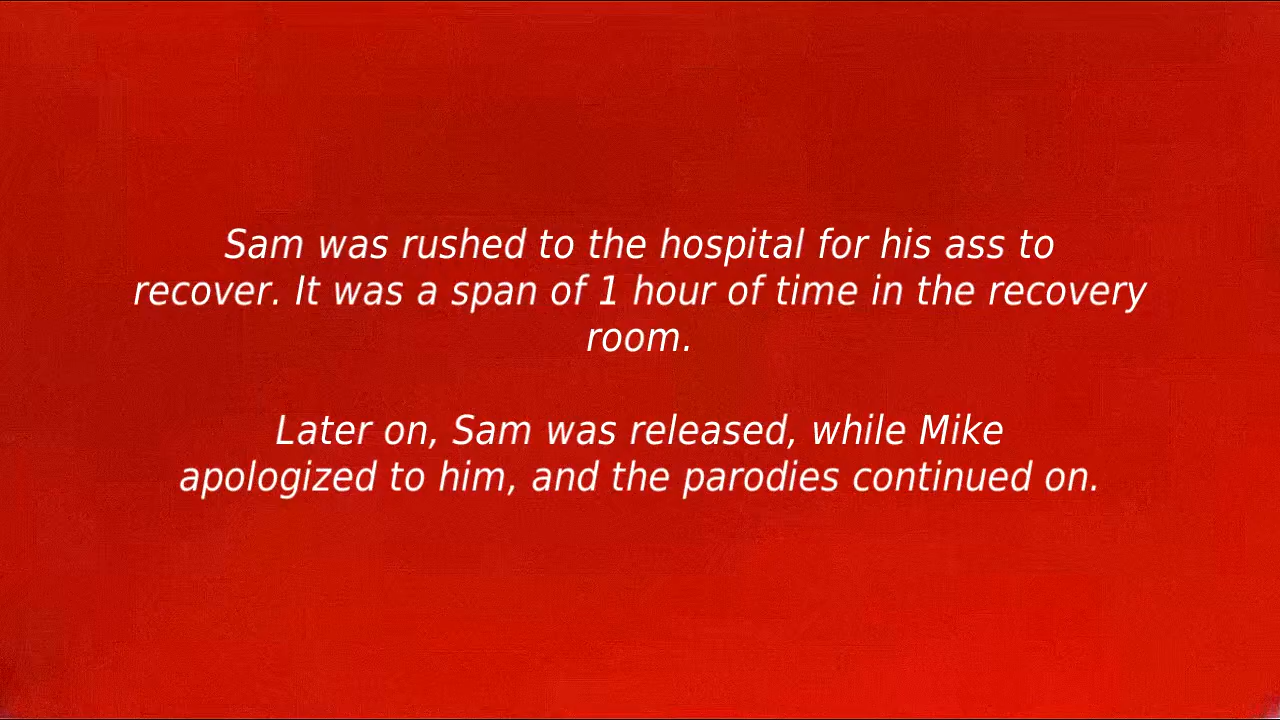 Sam was rushed to the hospital for his ass to
recover. It was a span of 1 hour of time in the recovery
room.
Later on, Sam was released, while Mike
apologized to him, and the parodies continued on.